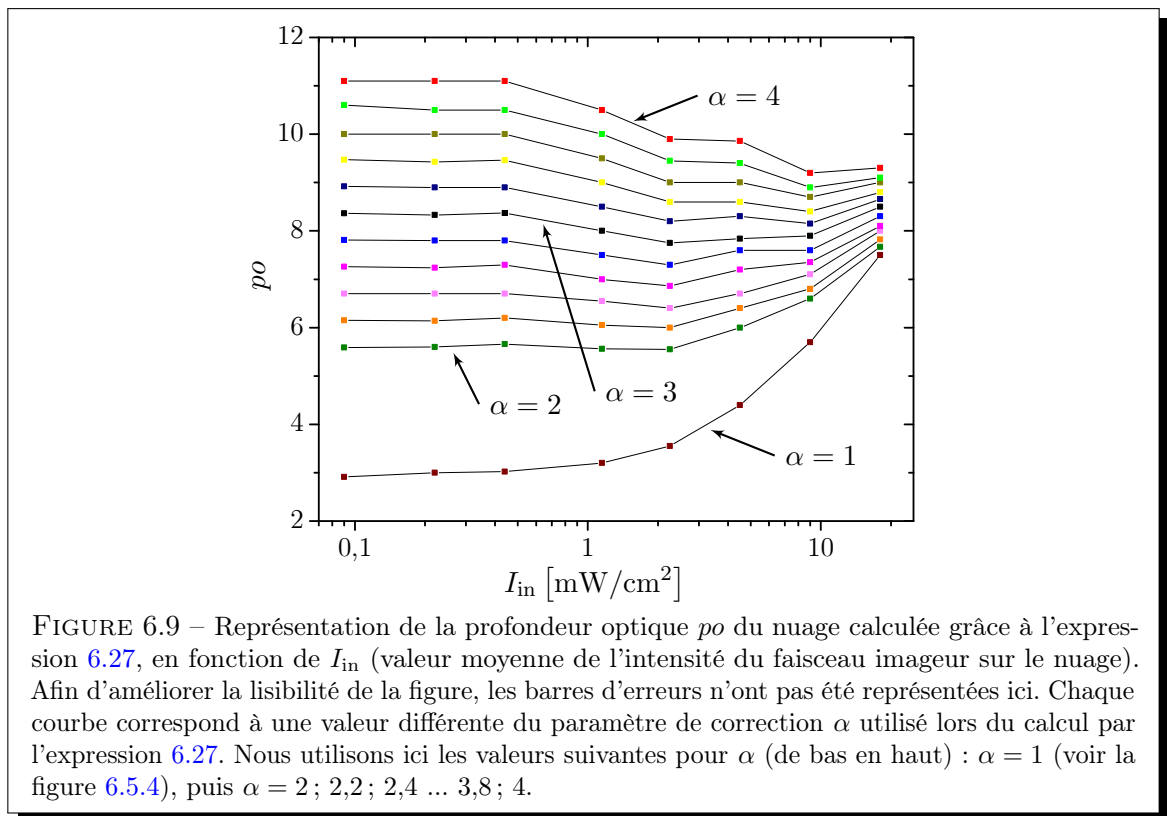 12
10
8
6
4
2
po
α = 4
α = 3
α = 2
α = 1
0,1
1
10
I_in [mW/cm²]
FIGURE 6.9 – Représentation de la profondeur optique po du nuage calculée grâce à l'expres-
sion 6.27, en fonction de I_in (valeur moyenne de l'intensité du faisceau imageur sur le nuage).
Afin d'améliorer la lisibilité de la figure, les barres d'erreurs n'ont pas été représentées ici. Chaque
courbe correspond à une valeur différente du paramètre de correction α utilisé lors du calcul par
l'expression 6.27. Nous utilisons ici les valeurs suivantes pour α (de bas en haut) : α = 1 (voir la
figure 6.5.4), puis α = 2 ; 2,2 ; 2,4 ... 3,8 ; 4.